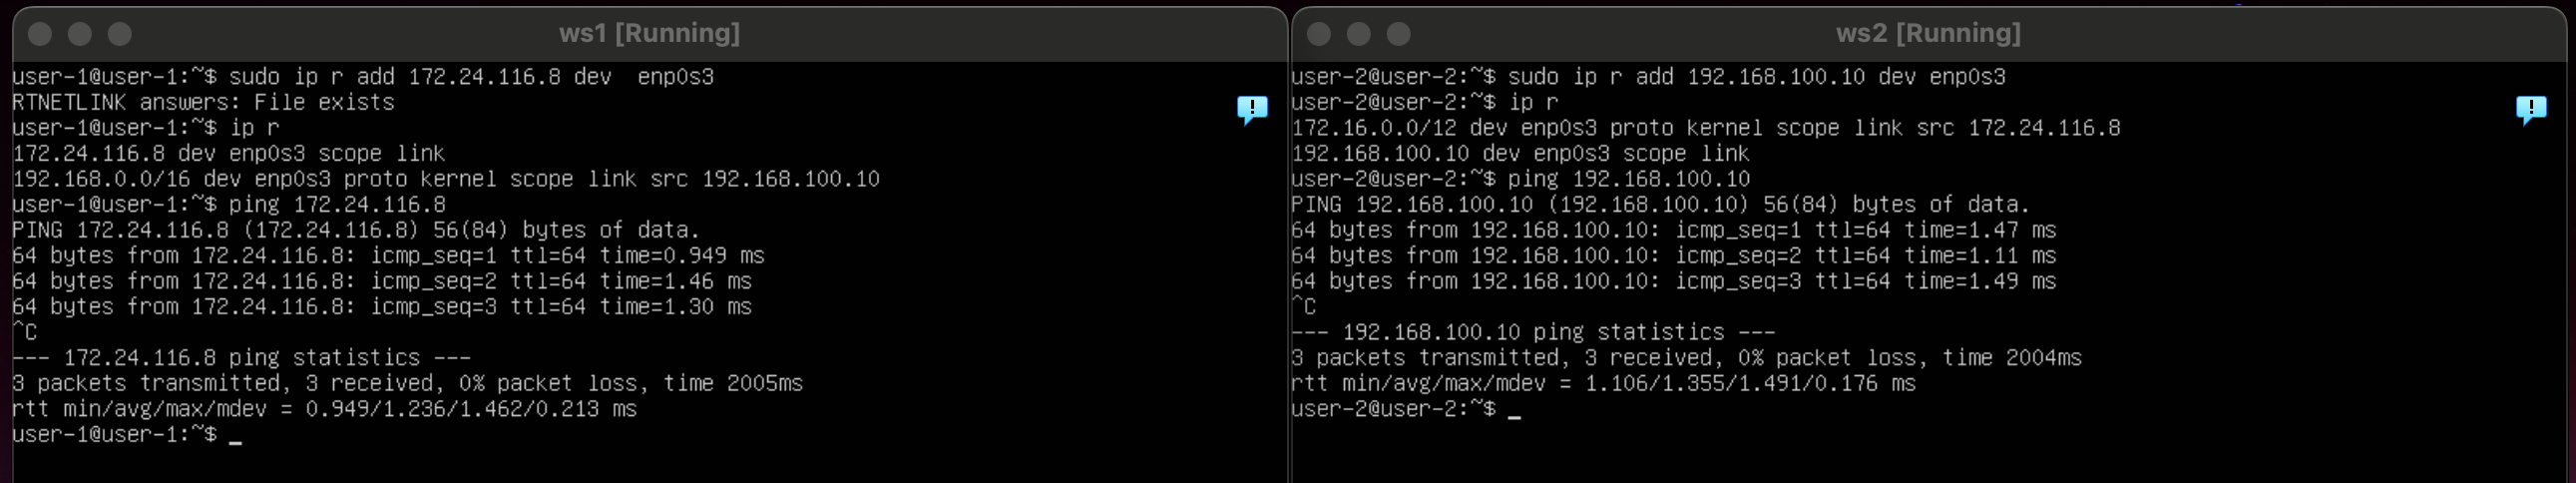 ws1 [Running]
user-1@user-1:~$ sudo ip r add 172.24.116.8 dev  enp0s3
RTNETLINK answers: File exists
user-1@user-1:~$ ip r
172.24.116.8 dev enp0s3 scope link
192.168.0.0/16 dev enp0s3 proto kernel scope link src 192.168.100.10
user-1@user-1:~$ ping 172.24.116.8
PING 172.24.116.8 (172.24.116.8) 56(84) bytes of data.
64 bytes from 172.24.116.8: icmp_seq=1 ttl=64 time=0.949 ms
64 bytes from 172.24.116.8: icmp_seq=2 ttl=64 time=1.46 ms
64 bytes from 172.24.116.8: icmp_seq=3 ttl=64 time=1.30 ms
^C
--- 172.24.116.8 ping statistics ---
3 packets transmitted, 3 received, 0% packet loss, time 2005ms
rtt min/avg/max/mdev = 0.949/1.236/1.462/0.213 ms
user-1@user-1:~$ _
ws2 [Running]
user-2@user-2:~$ sudo ip r add 192.168.100.10 dev enp0s3
user-2@user-2:~$ ip r
172.16.0.0/12 dev enp0s3 proto kernel scope link src 172.24.116.8
192.168.100.10 dev enp0s3 scope link
user-2@user-2:~$ ping 192.168.100.10
PING 192.168.100.10 (192.168.100.10) 56(84) bytes of data.
64 bytes from 192.168.100.10: icmp_seq=1 ttl=64 time=1.47 ms
64 bytes from 192.168.100.10: icmp_seq=2 ttl=64 time=1.11 ms
64 bytes from 192.168.100.10: icmp_seq=3 ttl=64 time=1.49 ms
^C
--- 192.168.100.10 ping statistics ---
3 packets transmitted, 3 received, 0% packet loss, time 2004ms
rtt min/avg/max/mdev = 1.106/1.355/1.491/0.176 ms
user-2@user-2:~$ _